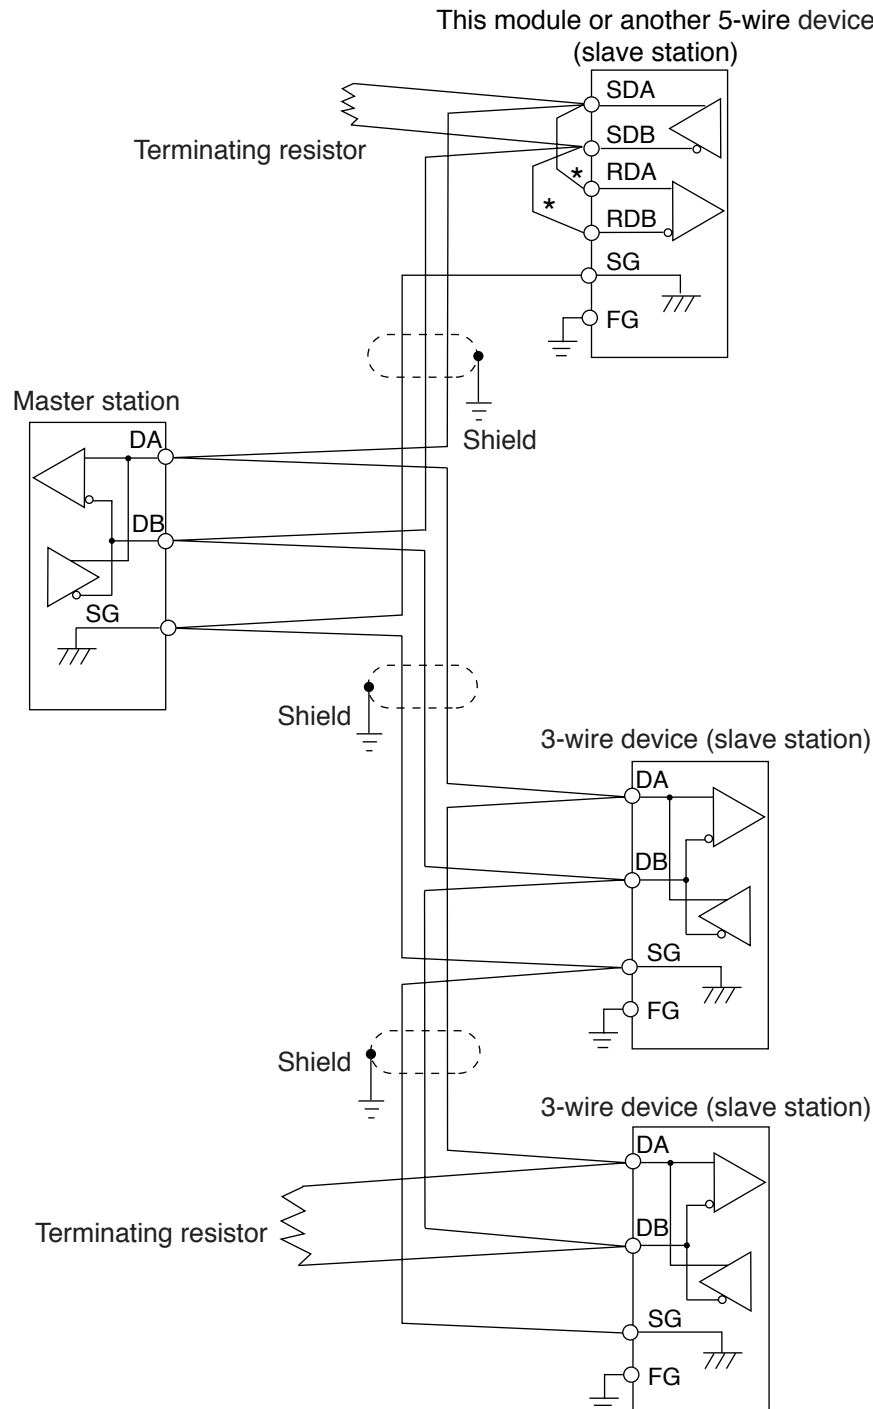 This module or another 5-wire device
(slave station)
SDA
SDB
Terminating resistor
RDA
*
*
RDB
SG
FG
Master station
Shield
DA
DB
SG
Shield
3-wire device (slave station)
DA
DB
SG
FG
Shield
3-wire device (slave station)
DA
Terminating resistor
DB
SG
FG